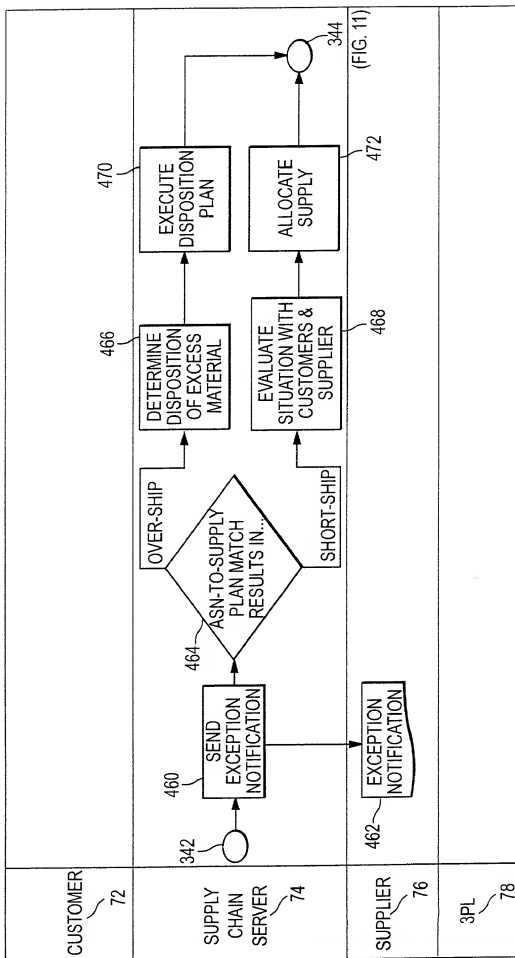 CUSTOMER
72
SUPPLY
CHAIN
SERVER
74
SUPPLIER
76
3PL
78
342
460
SEND
EXCEPTION
NOTIFICATION
462
EXCEPTION
NOTIFICATION
464
ASN-TO-SUPPLY
PLAN MATCH
RESULTS IN...
OVER-SHIP
SHORT-SHIP
466
DETERMINE
DISPOSITION
OF EXCESS
MATERIAL
468
EVALUATE
SITUATION WITH
CUSTOMERS &
SUPPLIER
470
EXECUTE
DISPOSITION
PLAN
472
ALLOCATE
SUPPLY
344
(FIG. 11)